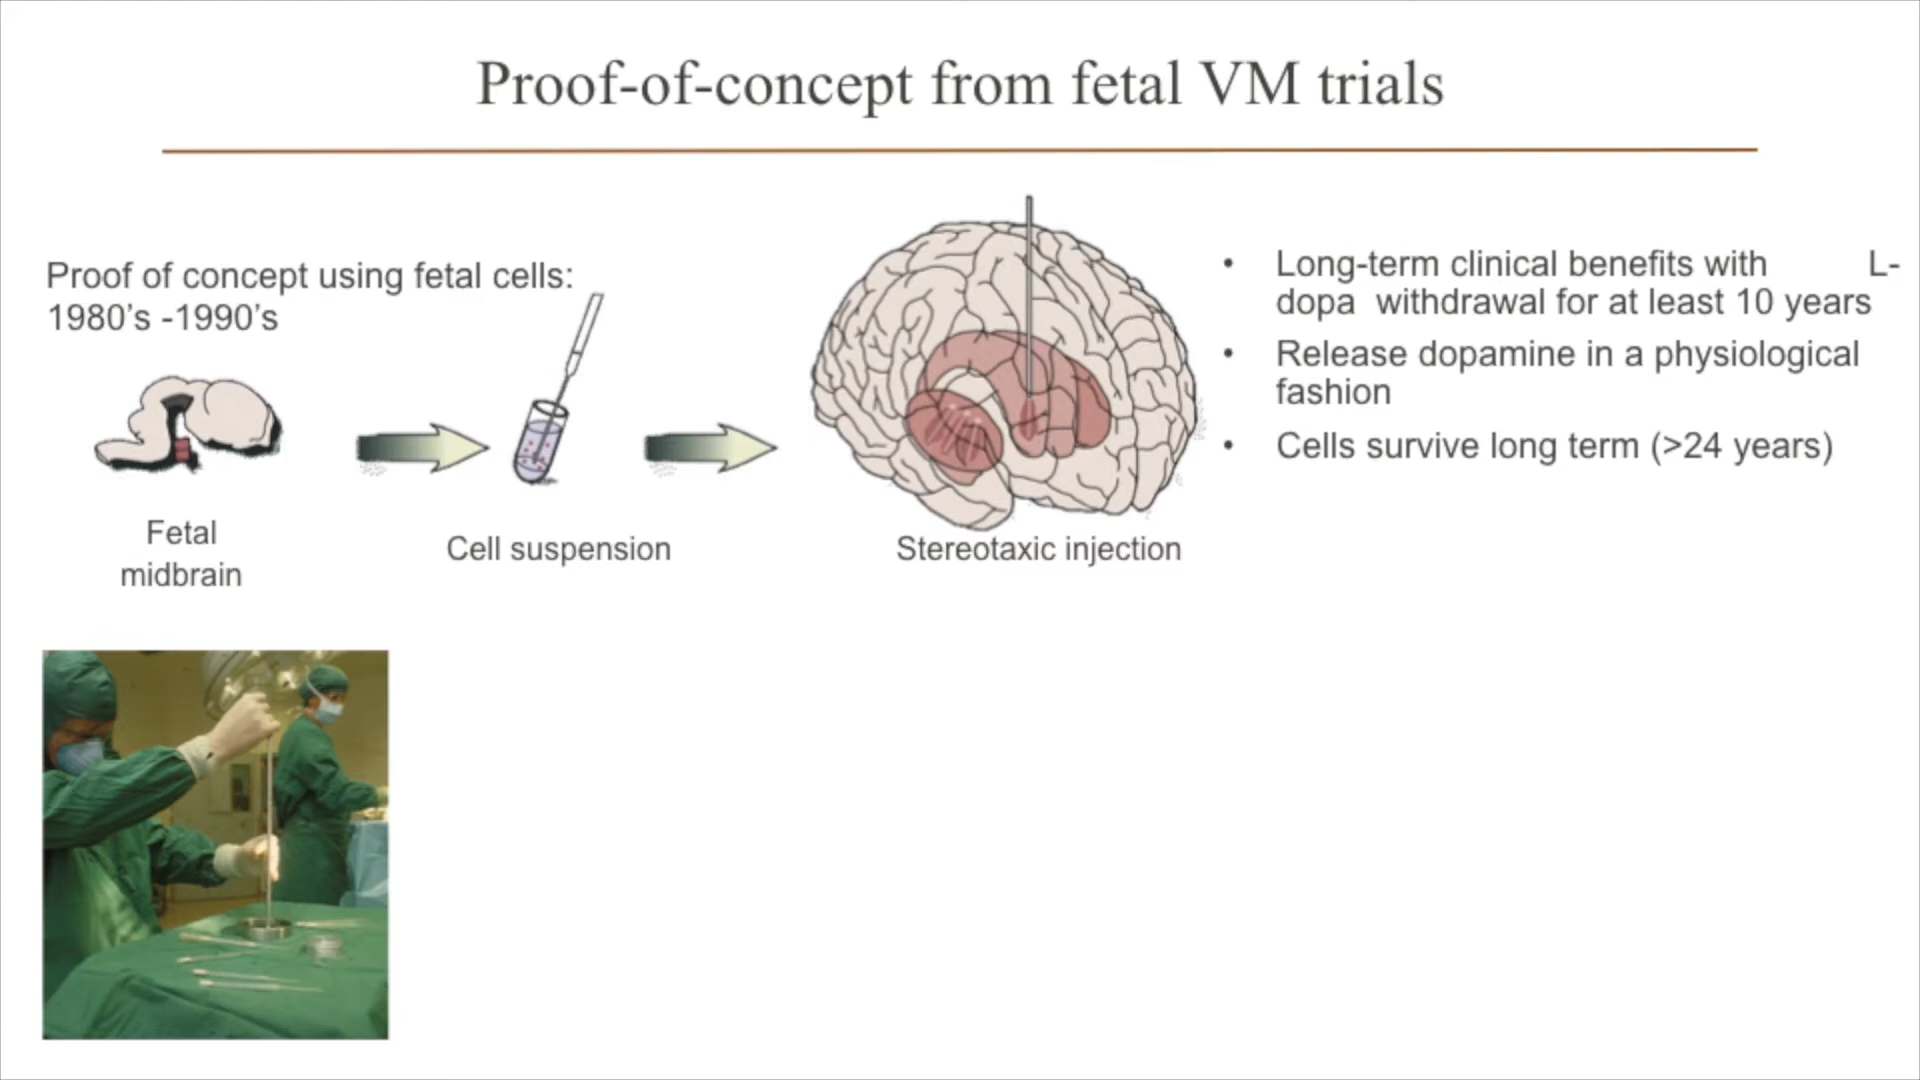 Proof-of-concept from fetal VM trials
Proof of concept using fetal cells:
1980’s -1990’s
Fetal
midbrain
Cell suspension
Stereotaxic injection
• Long-term clinical benefits with L-
dopa withdrawal for at least 10 years
• Release dopamine in a physiological
fashion
• Cells survive long term (>24 years)